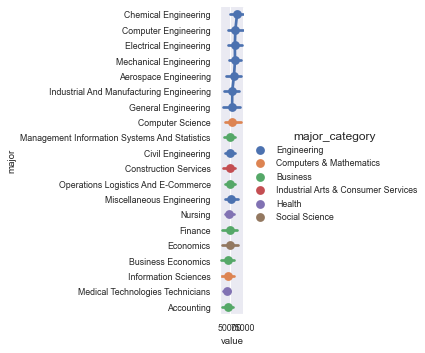 Chemical Engineering
Computer Engineering
Electrical Engineering
Mechanical Engineering
Aerospace Engineering
Industrial And Manufacturing Engineering
General Engineering
Computer Science
Management Information Systems And Statistics
Civil Engineering
Construction Services
Operations Logistics And E-Commerce
Miscellaneous Engineering
Nursing
Finance
Economics
Business Economics
Information Sciences
Medical Technologies Technicians
Accounting
major
value
major_category
Engineering
Computers & Mathematics
Business
Industrial Arts & Consumer Services
Health
Social Science